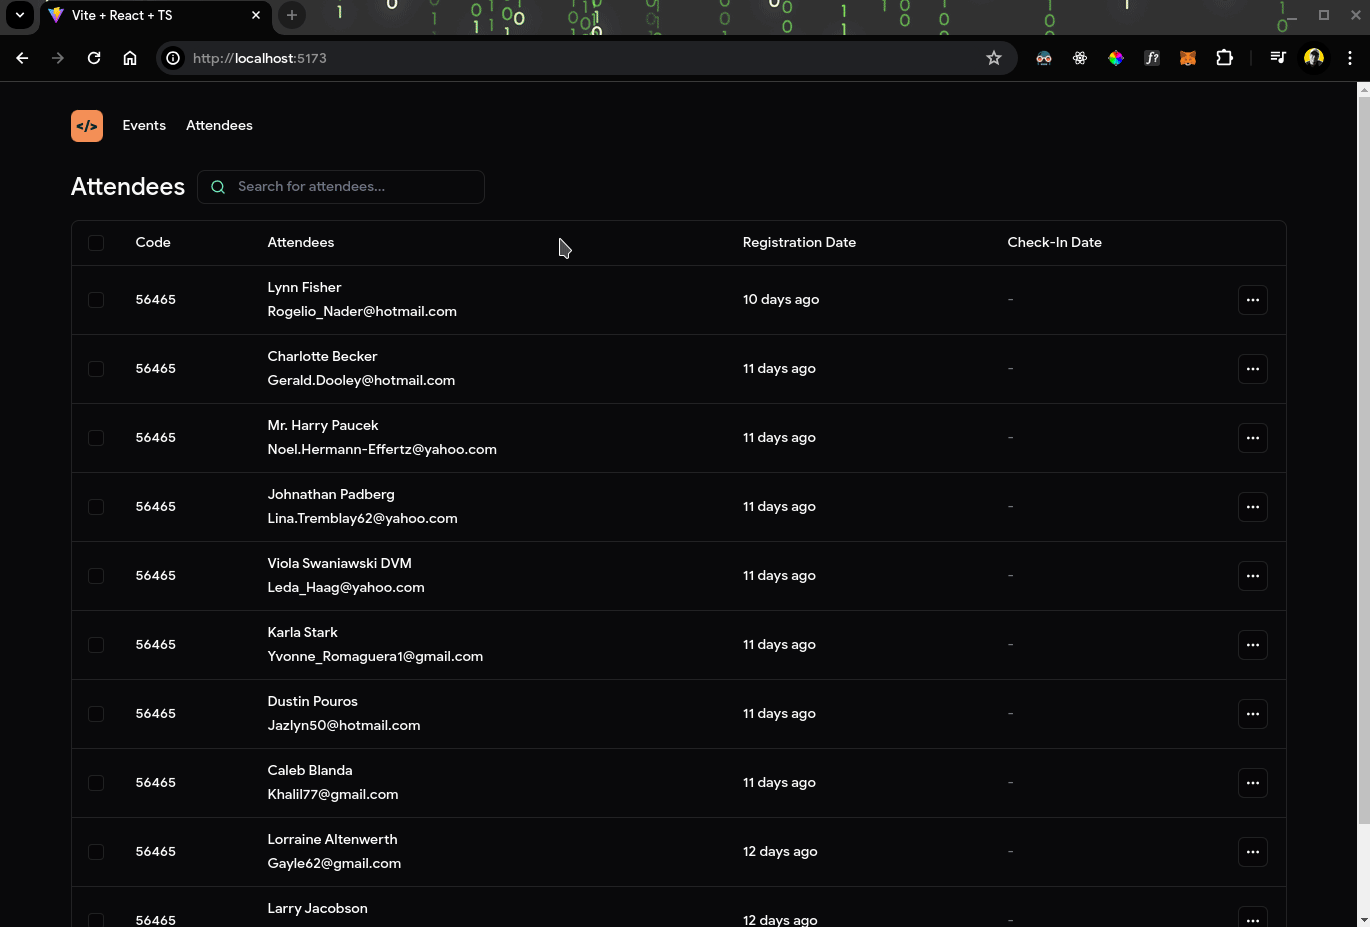 Vite + React + TS
http://localhost:5173
</> Events Attendees
Attendees Search for attendees...
Code Attendees Registration Date Check-In Date
56465 Lynn Fisher 10 days ago -
Rogelio_Nader@hotmail.com
56465 Charlotte Becker 11 days ago -
Gerald.Dooley@hotmail.com
56465 Mr. Harry Paucek 11 days ago -
Noel.Hermann-Effertz@yahoo.com
56465 Johnathan Padberg 11 days ago -
Lina.Tremblay62@yahoo.com
56465 Viola Swaniawski DVM 11 days ago -
Leda_Haag@yahoo.com
56465 Karla Stark 11 days ago -
Yvonne_Romaguera1@gmail.com
56465 Dustin Pouros 11 days ago -
Jazlyn50@hotmail.com
56465 Caleb Blanda 11 days ago -
Khalil77@gmail.com
56465 Lorraine Altenwerth 12 days ago -
Gayle62@gmail.com
56465 Larry Jacobson 12 days ago -